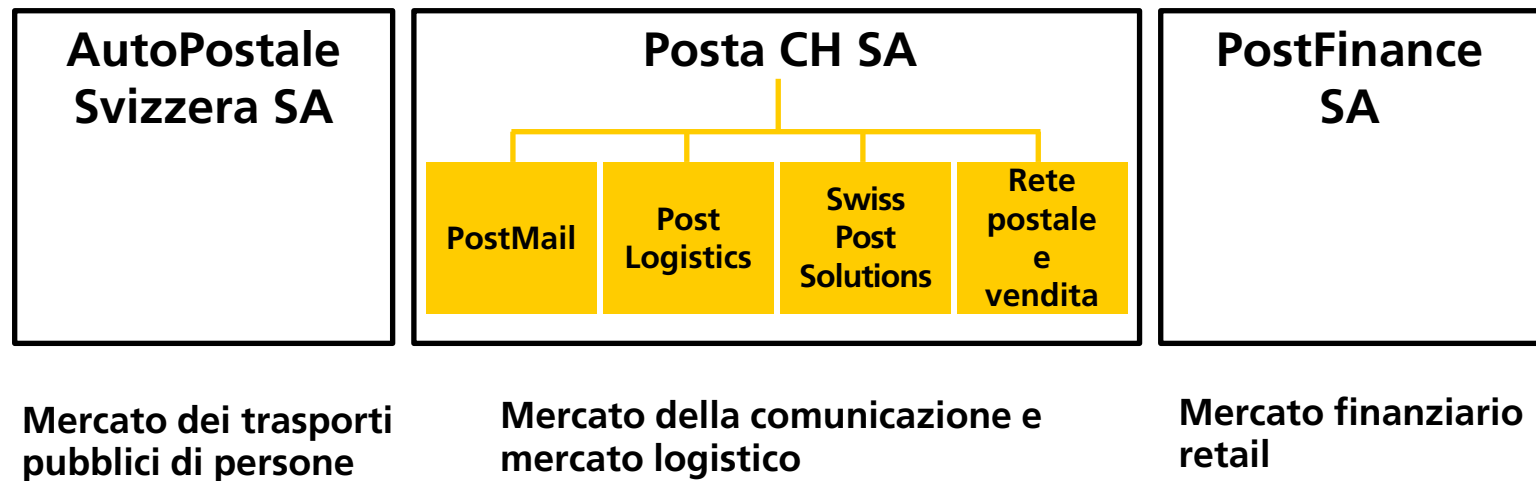 AutoPostale
Svizzera SA
Posta CH SA
PostMail
Post
Logistics
Swiss
Post
Solutions
Rete
postale
e
vendita
PostFinance
SA
Mercato dei trasporti
pubblici di persone
Mercato della comunicazione e
mercato logistico
Mercato finanziario
retail